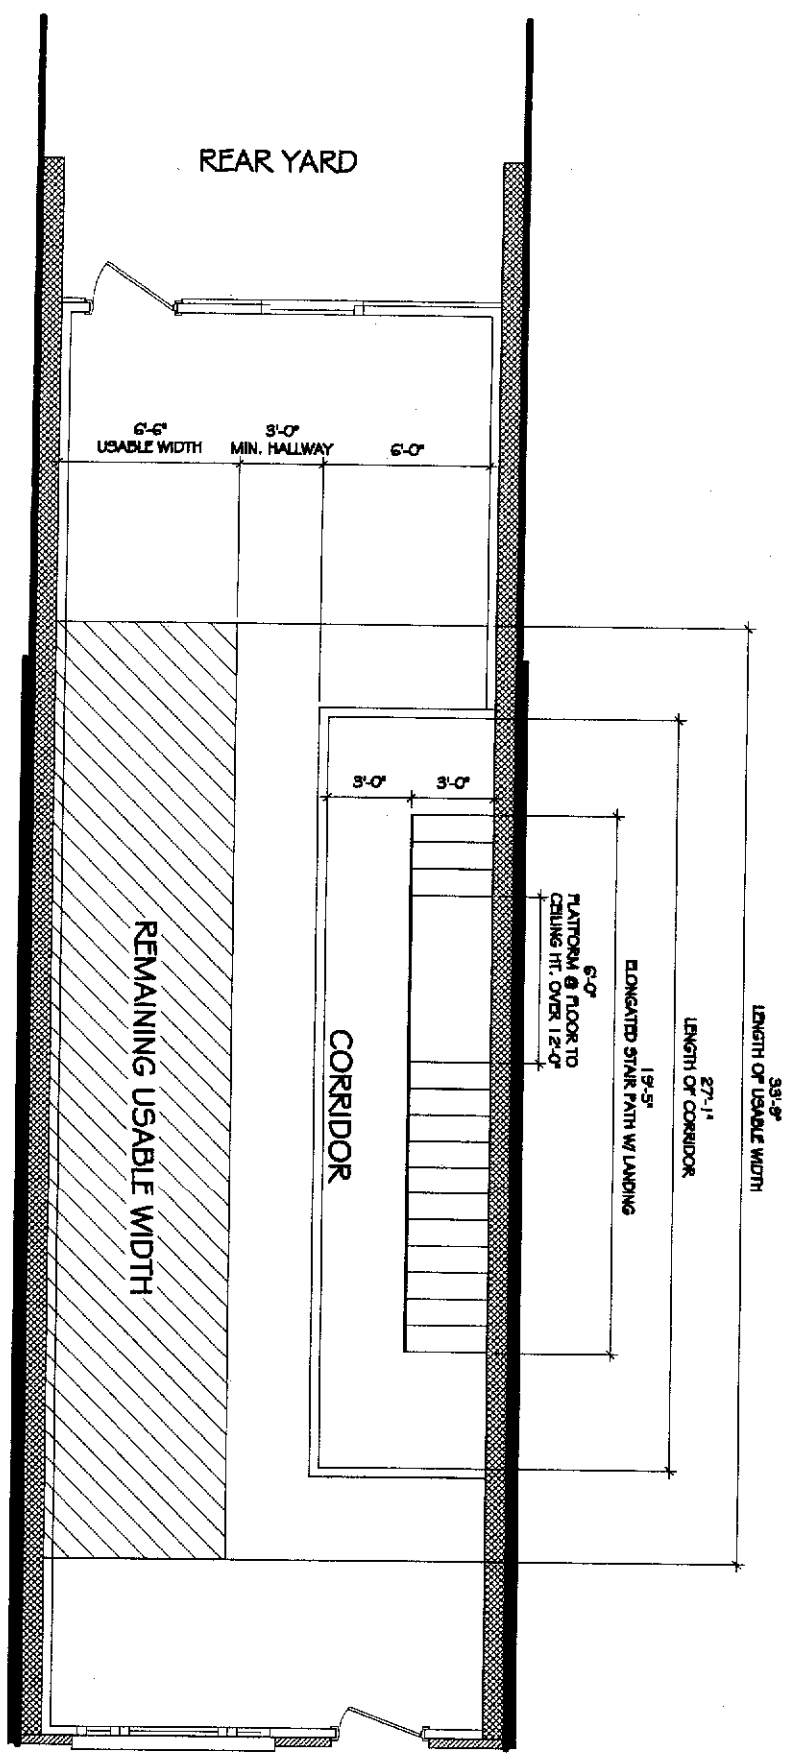 REAR YARD
6'-6"
USABLE WIDTH
3'-0"
MIN. HALLWAY
6'-0"
3'-0"
3'-0"
6'-0"
PLATFORM @ FLOOR TO
CEILING HT. OVER 12'-0"
19'-5"
ELONGATED STAIR PATH W/ LANDING
27'-1"
LENGTH OF CORRIDOR
33'-8"
LENGTH OF USABLE WIDTH
CORRIDOR
REMAINING USABLE WIDTH